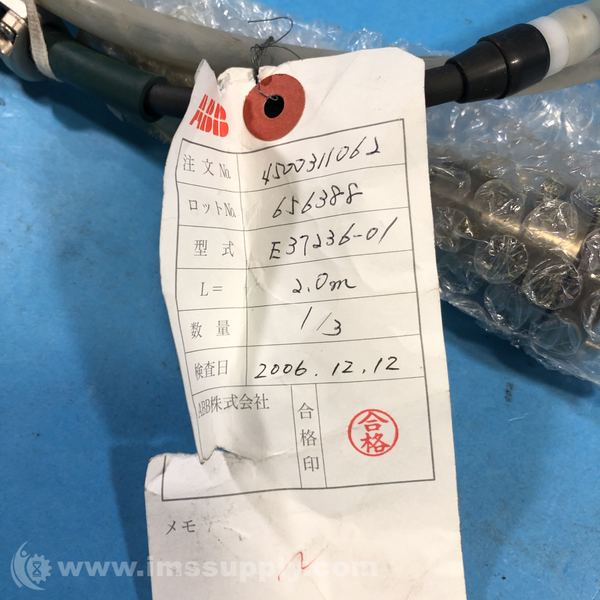 ABB
注文No. 4500311062
ロットNo. 656388
型式 E37236-01
L= 2.0m
数量 1/3
検査日 2006.12.12
ABB株式会社
合格印
合格
メモ
www.imssupply.com